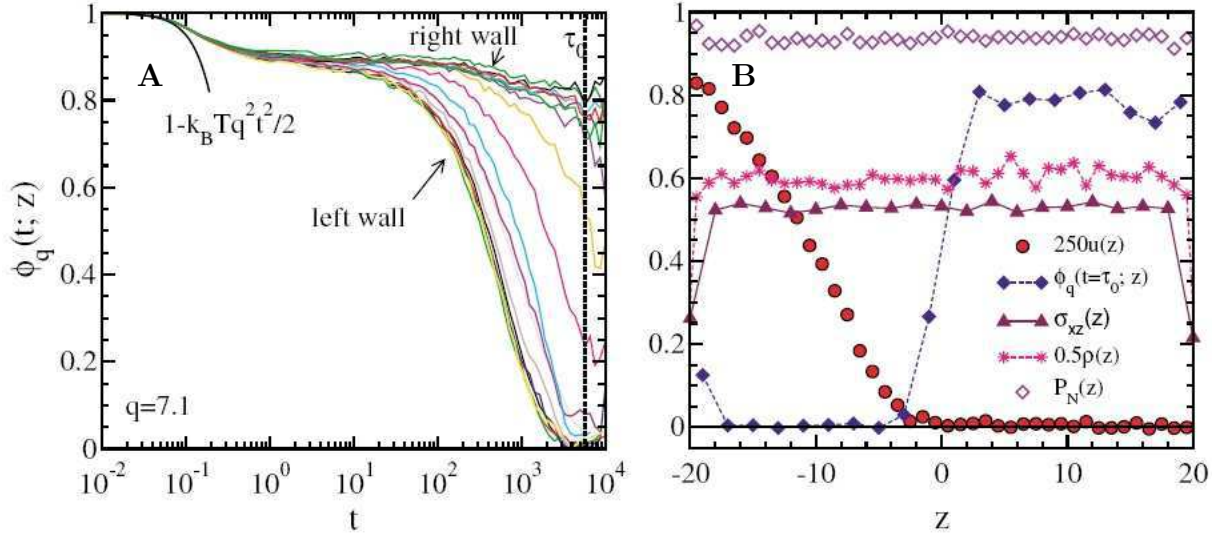 1
0.8
0.6
0.4
0.2
0
ϕ_q(t; z)
A
right wall
τ_0
1-k_BTq^2t^2/2
left wall
q=7.1
10^-2 10^-1 10^0 10^1 10^2 10^3 10^4
t
1
0.8
0.6
0.4
0.2
0
B
250u(z)
ϕ_q(t=τ_0; z)
σ_xz(z)
0.5ρ(z)
P_N(z)
-20 -10 0 10 20
z